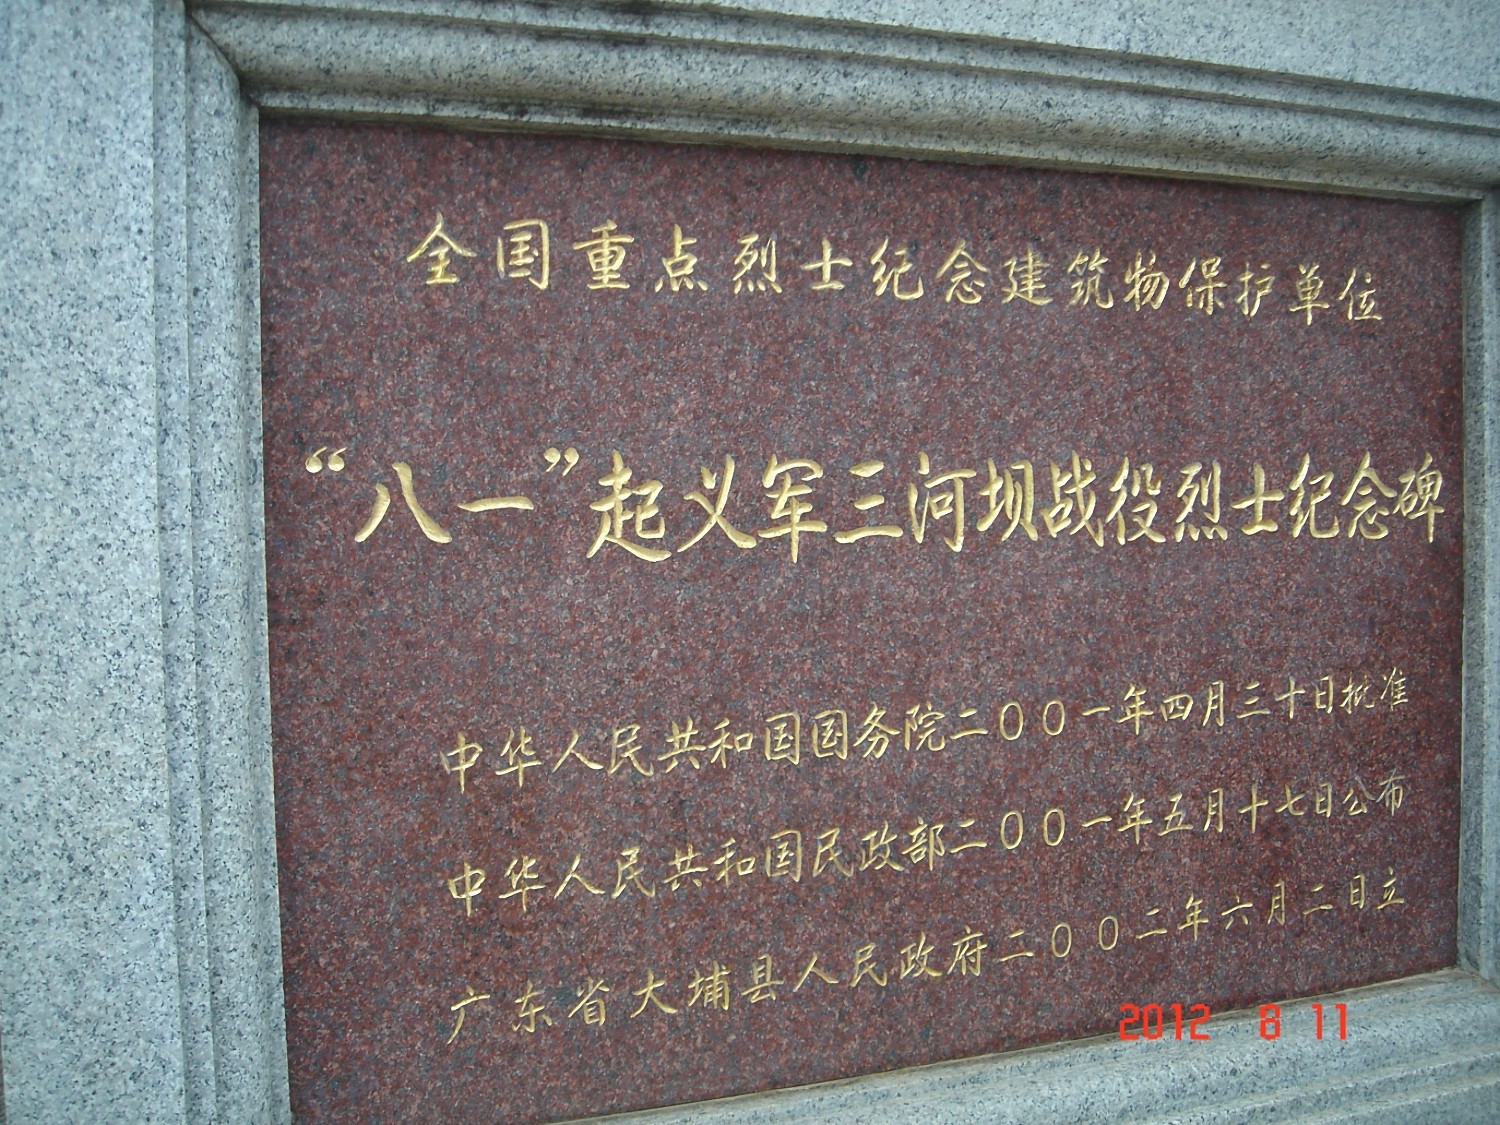 全国重点烈士纪念建筑物保护单位
“八一”起义军三河坝战役烈士纪念碑
中华人民共和国国务院二〇〇一年四月三十日批准
中华人民共和国民政部二〇〇一年五月十七日公布
广东省大埔县人民政府二〇〇二年六月二日立
2012 8 11